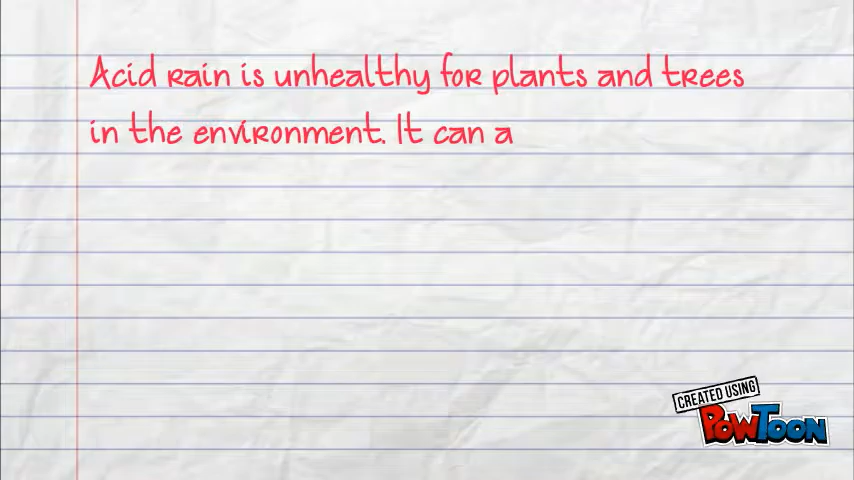 Acid rain is unhealthy for plants and trees
in the environment. It can a
CREATED USING
POWTOON